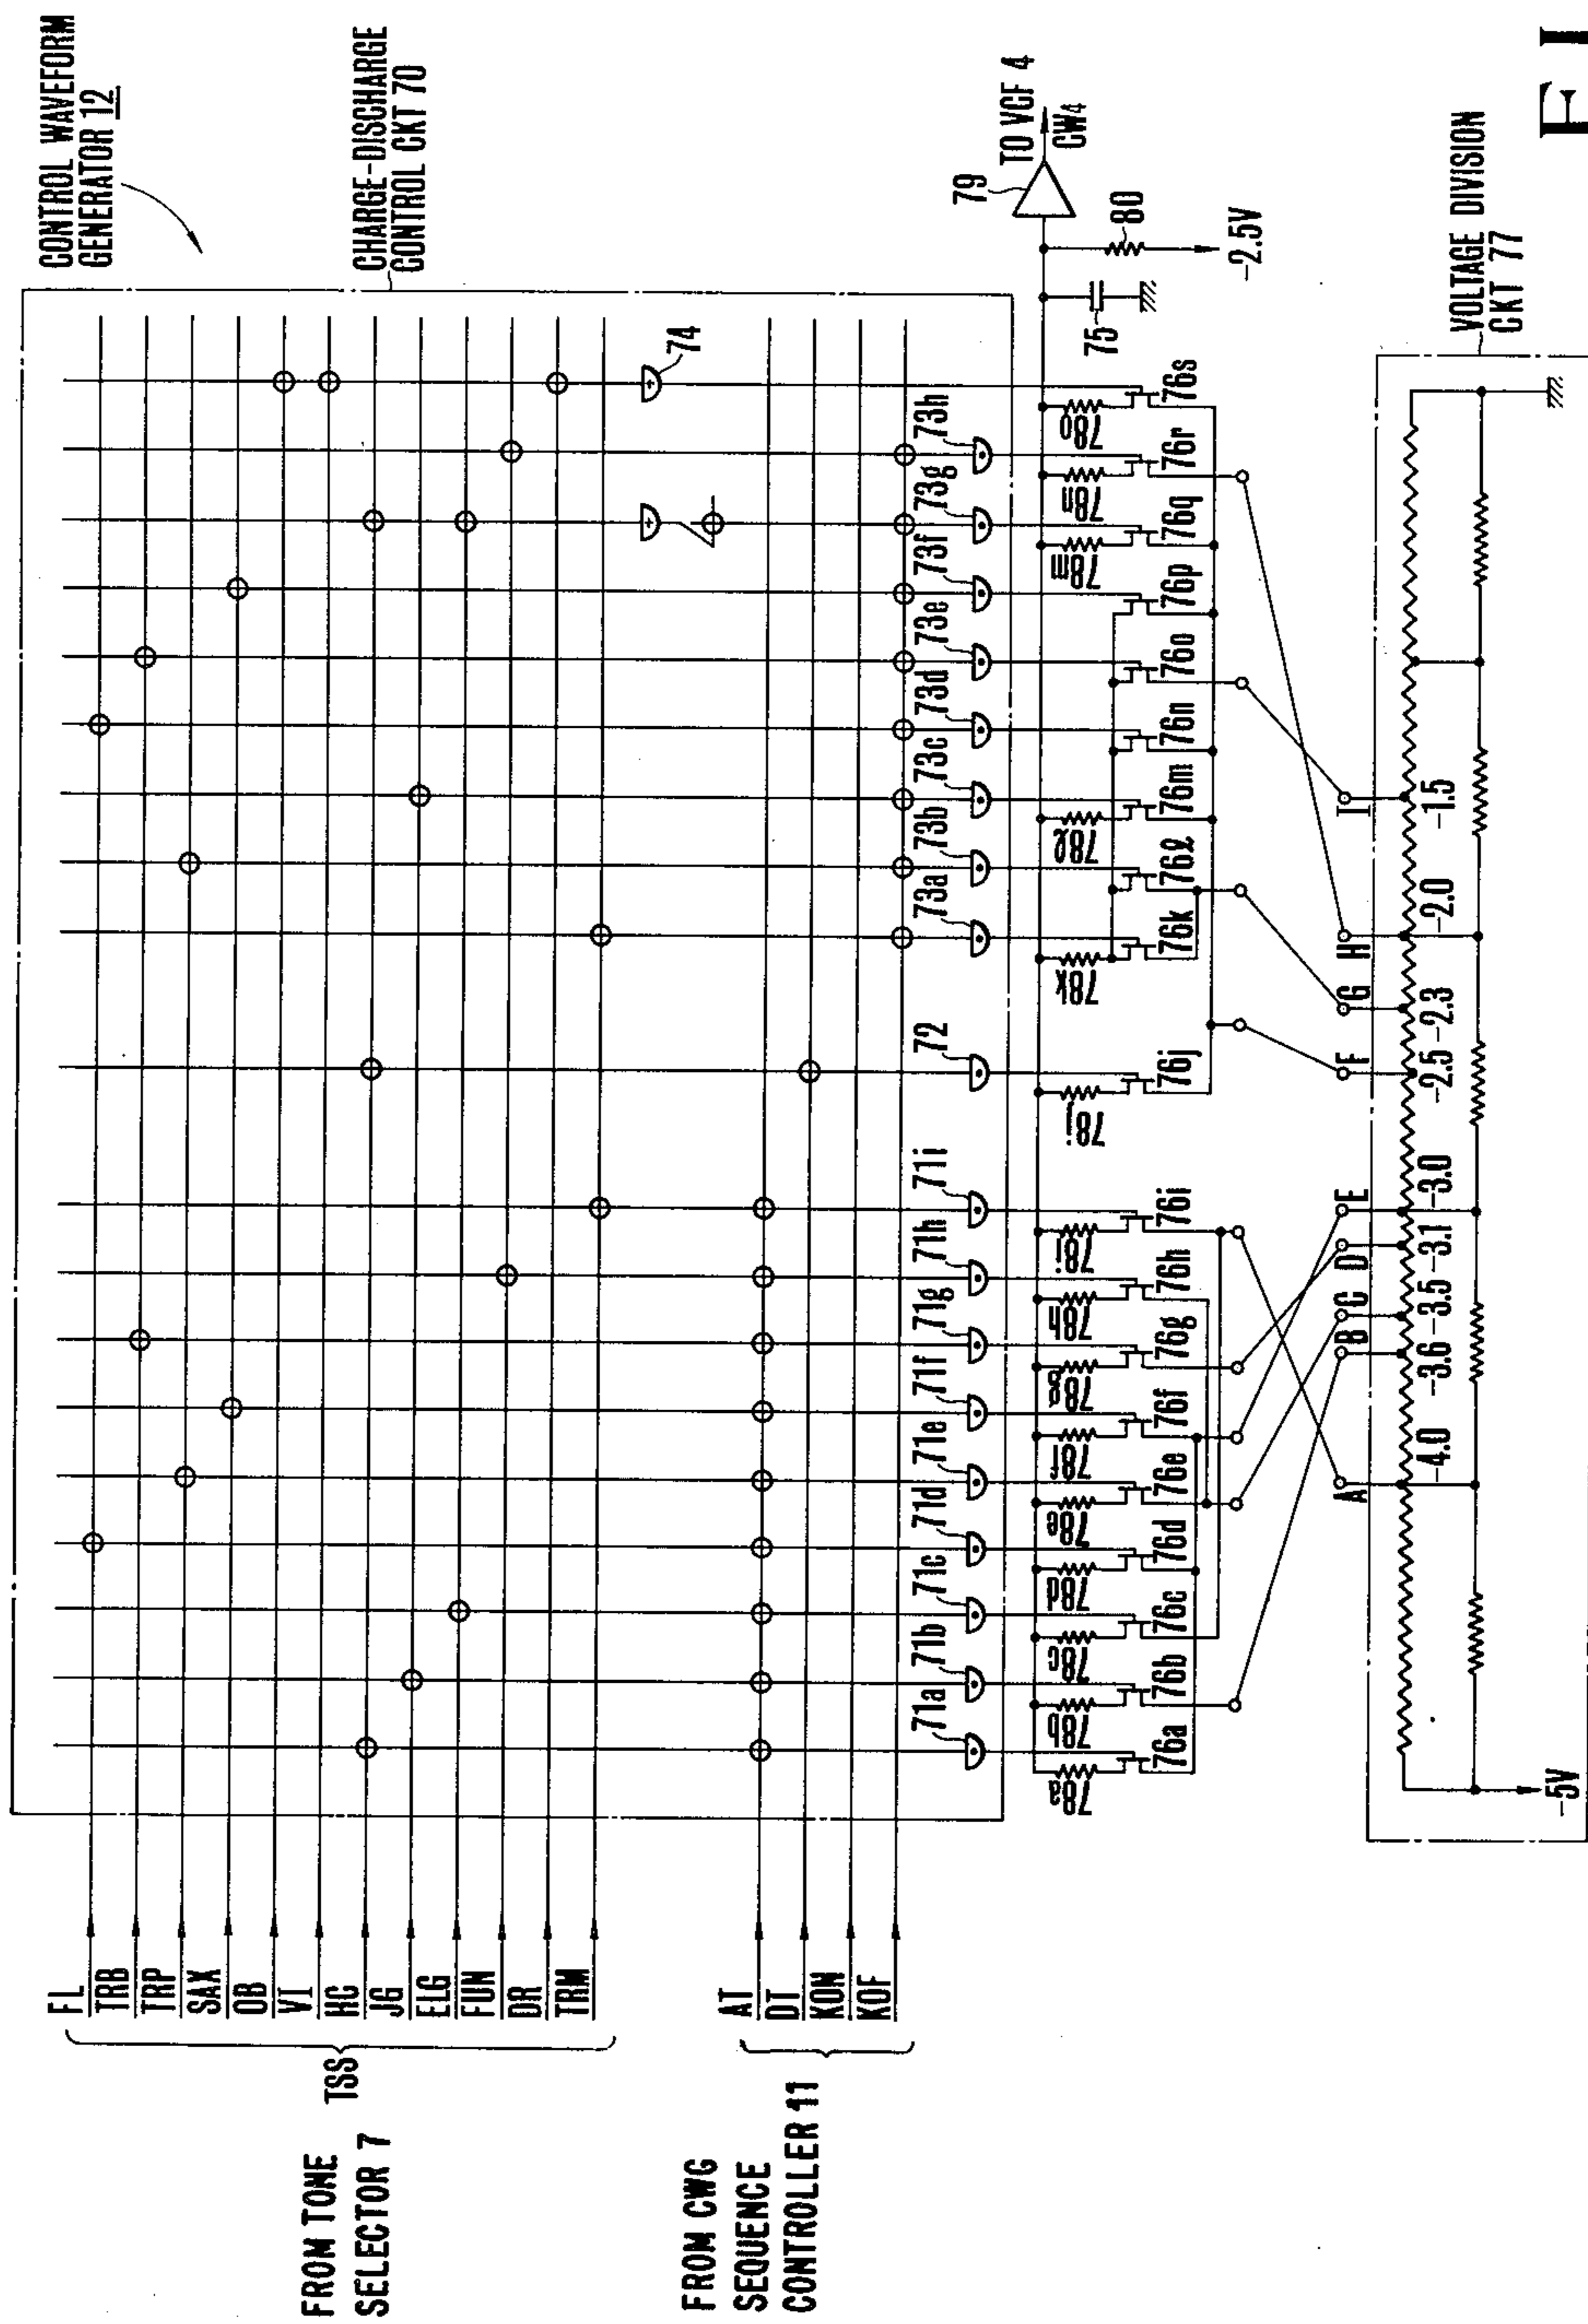 CONTROL WAVEFORM
GENERATOR 12
CHARGE-DISCHARGE
CONTROL CKT 70
FROM TONE
SELECTOR 7
TSS
FL
TRB
TRP
SAX
OB
VI
HC
JG
ELG
FUN
DR
TRM
FROM CWG
SEQUENCE
CONTROLLER 11
AT
DT
KON
KOF
74
71a
71b
71c
71d
71e
71f
71g
71h
71i
72
73a
73b
73c
73d
73e
73f
73g
73h
78a
78b
78c
78d
78e
78f
78g
78h
78i
78j
78k
78ℓ
78m
78n
78o
76a
76b
76c
76d
76e
76f
76g
76h
76i
76j
76k
76ℓ
76m
76n
76o
76p
76q
76r
76s
75
79
80
-2.5V
TO VCF 4
CW4
A
B
C
D
E
F
G
H
I
-4.0
-3.6
-3.5
-3.1
-3.0
-2.5
-2.3
-2.0
-1.5
-5V
VOLTAGE DIVISION
CKT 77